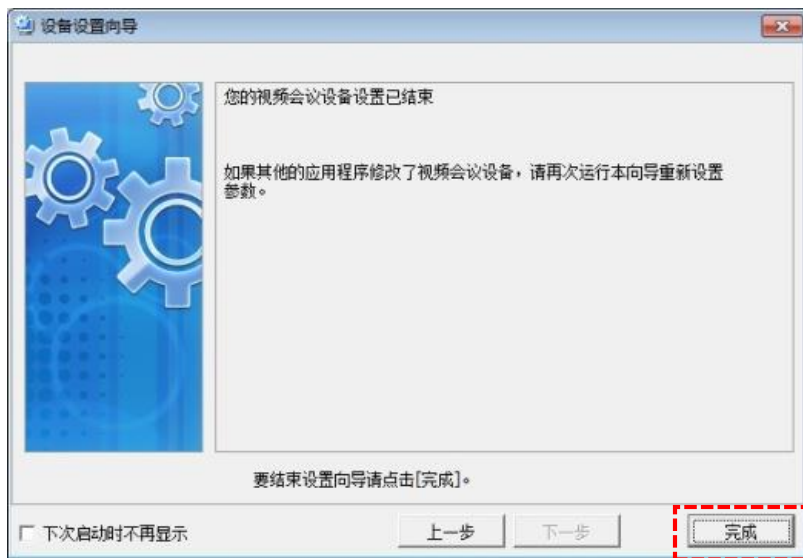 设备设置向导
您的视频会议设备设置已结束
如果其他的应用程序修改了视频会议设备，请再次运行本向导重新设置
参数。
要结束设置向导请点击[完成]。
下次启动时不再显示
上一步
下一步
完成